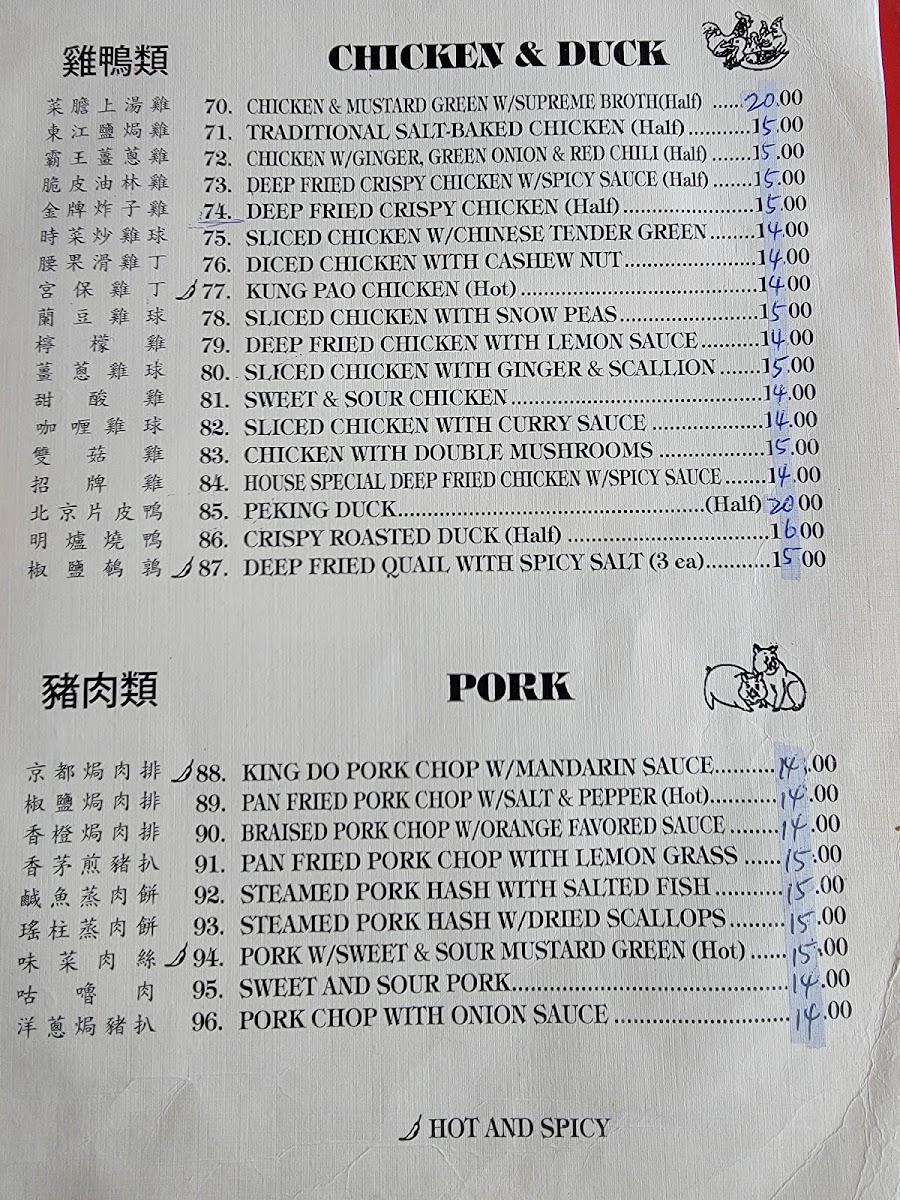 雞鴨類 CHICKEN & DUCK
菜膽上湯雞 70. CHICKEN & MUSTARD GREEN W/SUPREME BROTH(Half) ......20.00
東江鹽焗雞 71. TRADITIONAL SALT-BAKED CHICKEN (Half)..........15.00
霸王薑蔥雞 72. CHICKEN W/GINGER, GREEN ONION & RED CHILI (Half) .......15.00
脆皮油林雞 73. DEEP FRIED CRISPY CHICKEN W/SPICY SAUCE (Half) .......15.00
金牌炸子雞 74. DEEP FRIED CRISPY CHICKEN (Half).....................15.00
時菜炒雞球 75. SLICED CHICKEN W/CHINESE TENDER GREEN.......14.00
腰果滑雞丁 76. DICED CHICKEN WITH CASHEW NUT.....................14.00
宮保雞丁 77. KUNG PAO CHICKEN (Hot) ....................................14 00
蘭豆雞球 78. SLICED CHICKEN WITH SNOW PEAS......................15 00
檸檬雞 79. DEEP FRIED CHICKEN WITH LEMON SAUCE.........14.00
薑蔥雞球 80. SLICED CHICKEN WITH GINGER & SCALLION ......15.00
甜酸雞 81. SWEET & SOUR CHICKEN......................................14.00
咖喱雞球 82. SLICED CHICKEN WITH CURRY SAUCE .................14.00
雙菇雞 83. CHICKEN WITH DOUBLE MUSHROOMS ................15.00
招牌雞 84. HOUSE SPECIAL DEEP FRIED CHICKEN W/SPICY SAUCE .......14.00
北京片皮鴨 85. PEKING DUCK..............................................(Half) 20 00
明爐燒鴨 86. CRISPY ROASTED DUCK (Half) ..............................16 00
椒鹽鵪鶉 87. DEEP FRIED QUAIL WITH SPICY SALT (3 ea)..........15 00
豬肉類 PORK
京都焗肉排 88. KING DO PORK CHOP W/MANDARIN SAUCE..........14.00
椒鹽焗肉排 89. PAN FRIED PORK CHOP W/SALT & PEPPER (Hot)...........14.00
香橙焗肉排 90. BRAISED PORK CHOP W/ORANGE FAVORED SAUCE ........14.00
香茅煎豬扒 91. PAN FRIED PORK CHOP WITH LEMON GRASS ......15.00
鹹魚蒸肉餅 92. STEAMED PORK HASH WITH SALTED FISH ............15.00
瑤柱蒸肉餅 93. STEAMED PORK HASH W/DRIED SCALLOPS.........15.00
味菜肉絲 94. PORK W/SWEET & SOUR MUSTARD GREEN (Hot) ......15.00
咕嚕肉 95. SWEET AND SOUR PORK........................................14.00
洋蔥焗豬扒 96. PORK CHOP WITH ONION SAUCE .........................14.00
HOT AND SPICY